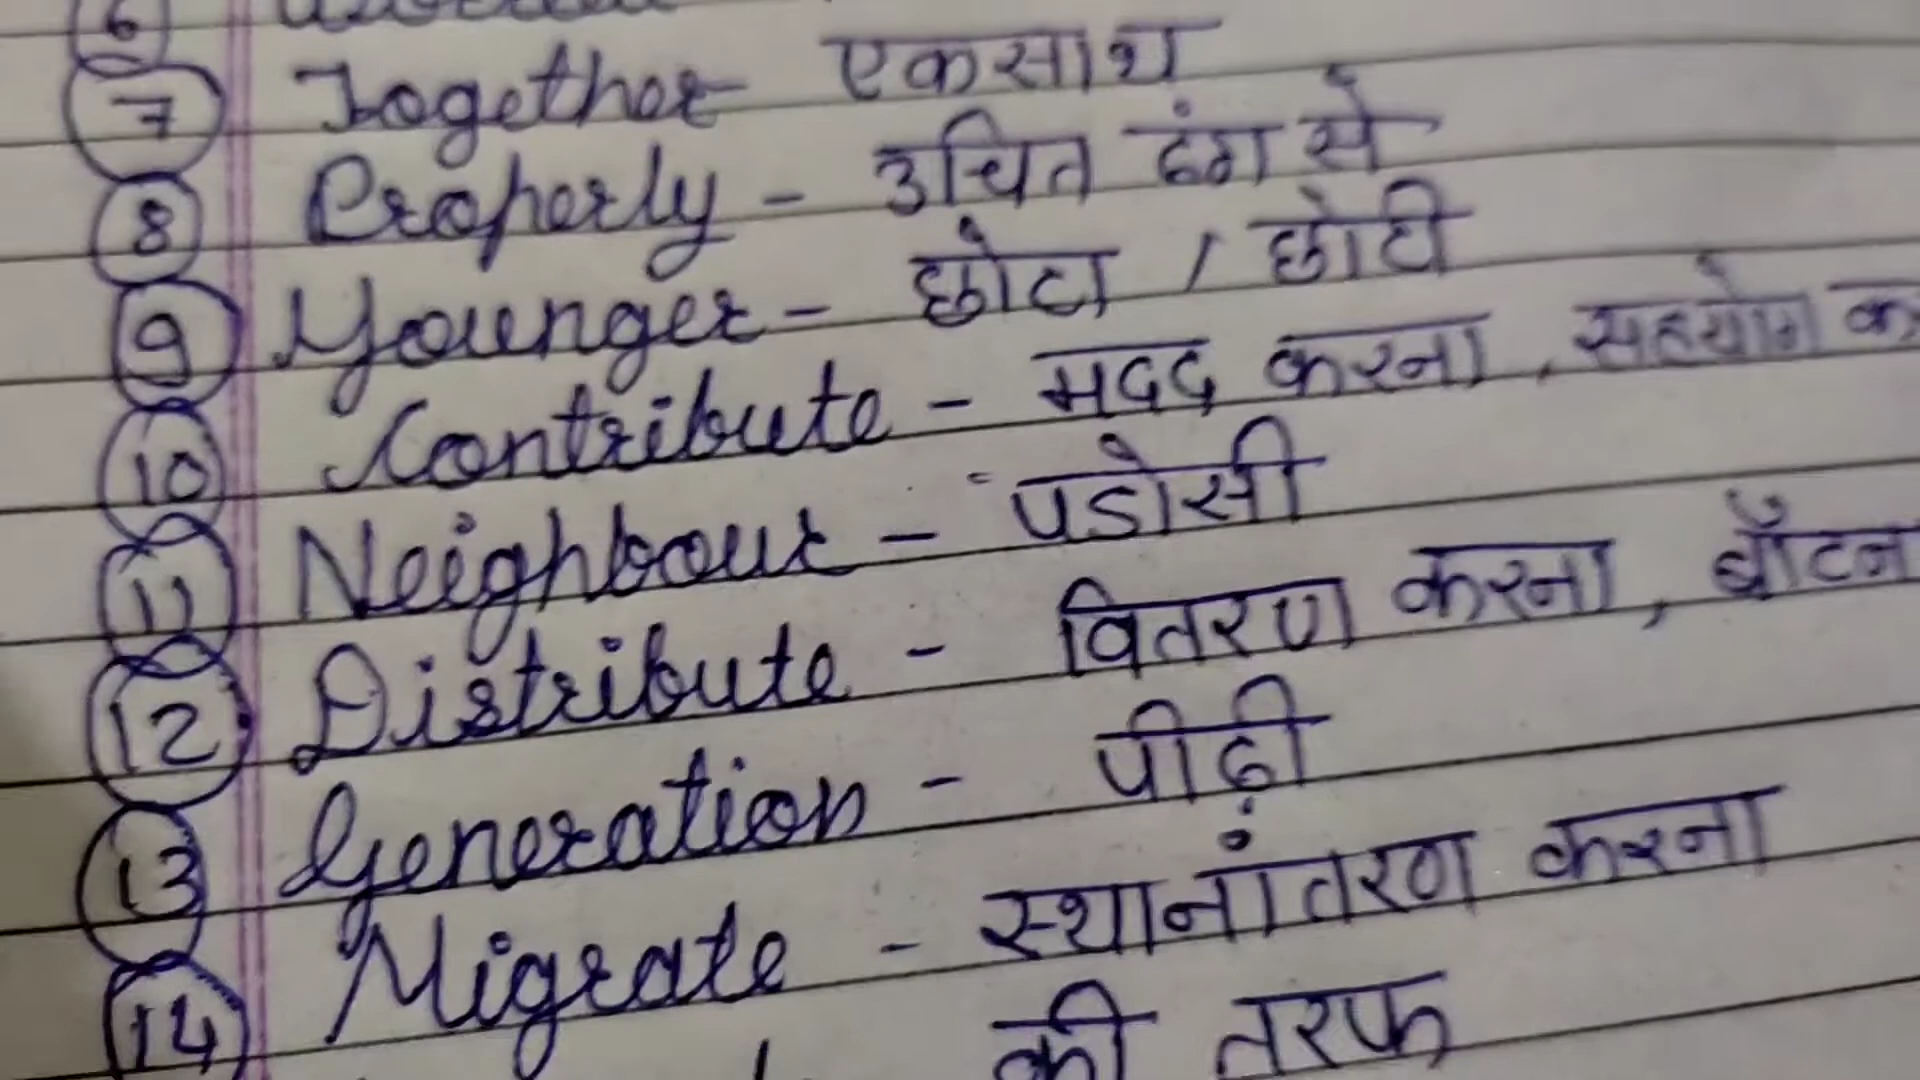 6
7 Together एकसाथ
8 Properly - उचित ढंग से
9 Younger - छोटा / छोटी
10 Contribute - मदद करना, सहयोग
11 Neighbour - पडोसी
12 Distribute - वितरण करना,
13 Generation - पीढ़ी
14 Migrate - स्थानांतरण करना
की तरफ